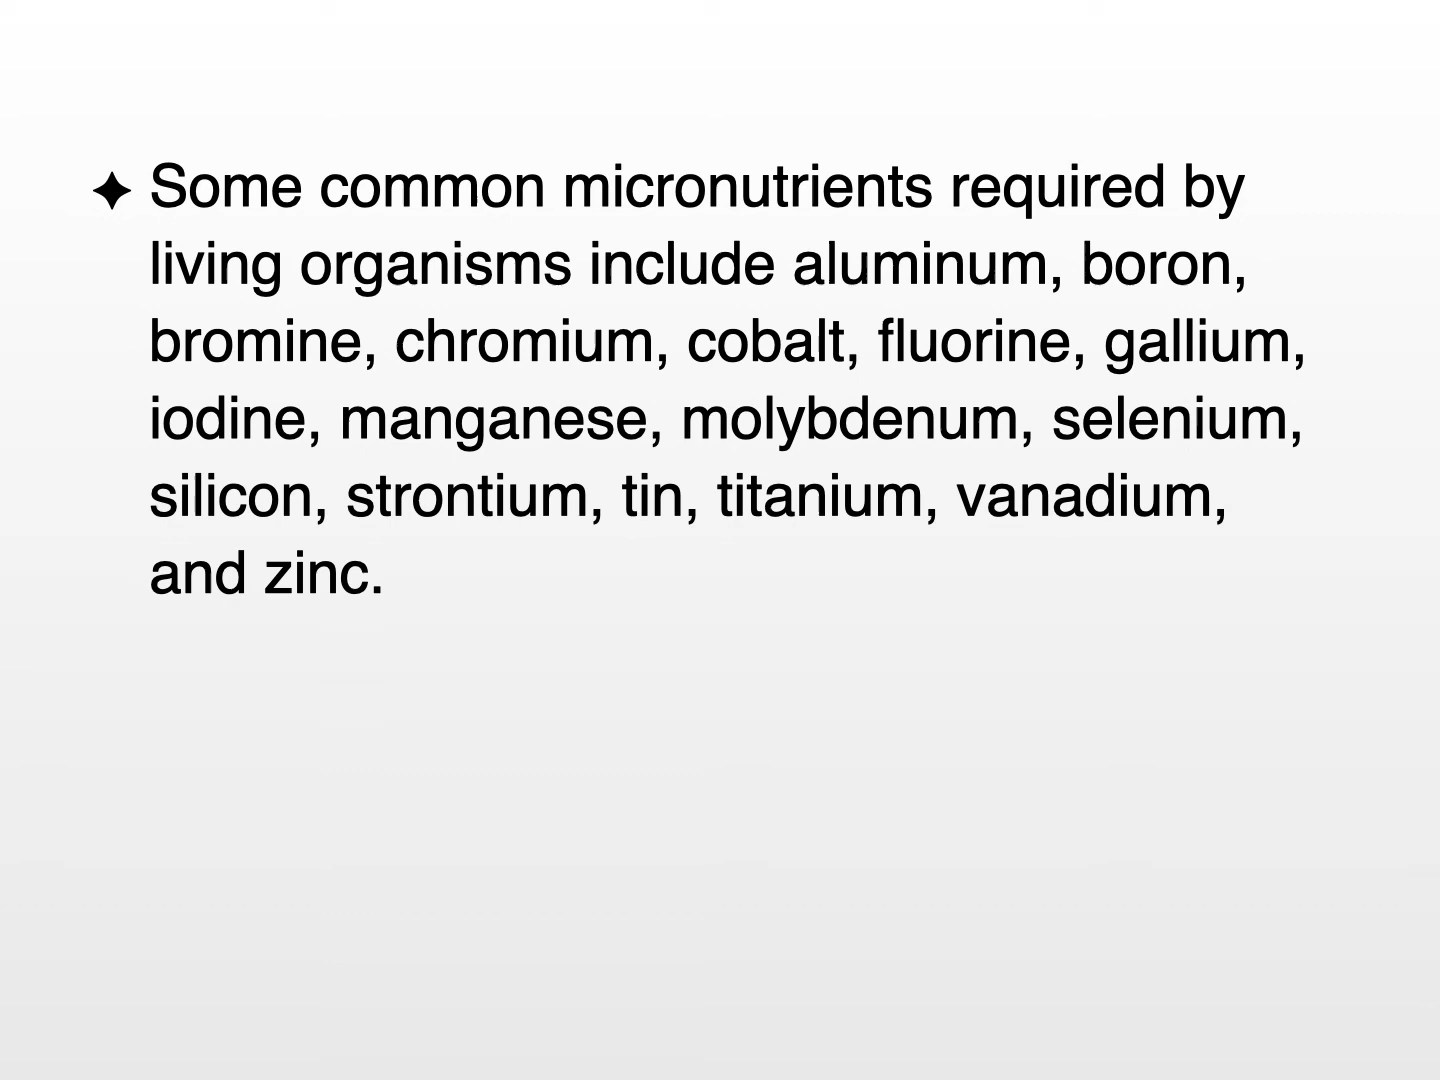 ✦ Some common micronutrients required by
living organisms include aluminum, boron,
bromine, chromium, cobalt, fluorine, gallium,
iodine, manganese, molybdenum, selenium,
silicon, strontium, tin, titanium, vanadium,
and zinc.